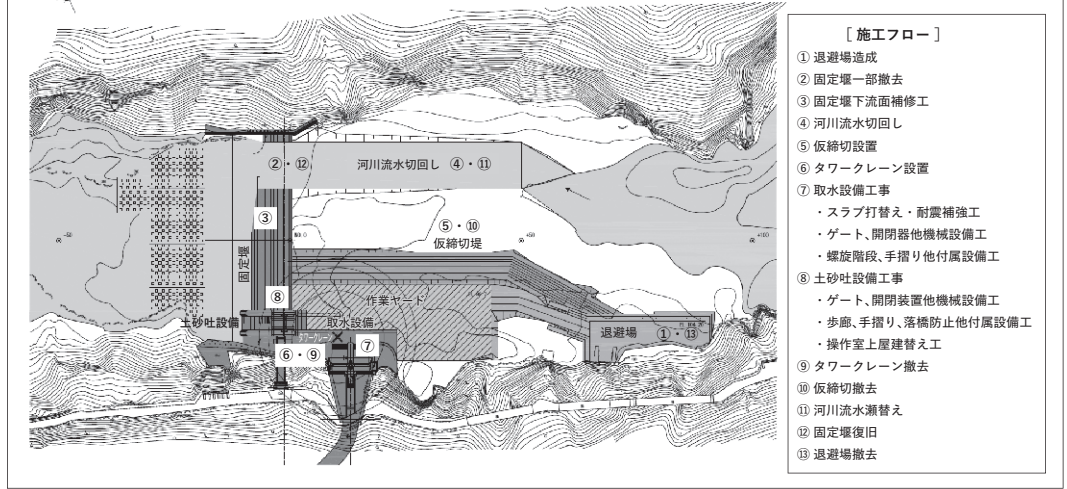 ②・⑫
河川流水切回し ④・⑪
③
⑤・⑩
仮締切堤
+50
+100
固定堰
⑧
作業ヤード
土砂吐設備
取水設備
タワークレーン
退避場
①・⑬
⑥・⑨
⑦
［ 施工フロー ］
① 退避場造成
② 固定堰一部撤去
③ 固定堰下流面補修工
④ 河川流水切回し
⑤ 仮締切設置
⑥ タワークレーン設置
⑦ 取水設備工事
・スラブ打替え・耐震補強工
・ゲート、開閉器他機械設備工
・螺旋階段、手摺り他付属設備工
⑧ 土砂吐設備工事
・ゲート、開閉装置他機械設備工
・歩廊、手摺り、落橋防止他付属設備工
・操作室上屋建替え工
⑨ タワークレーン撤去
⑩ 仮締切撤去
⑪ 河川流水瀬替え
⑫ 固定堰復旧
⑬ 退避場撤去